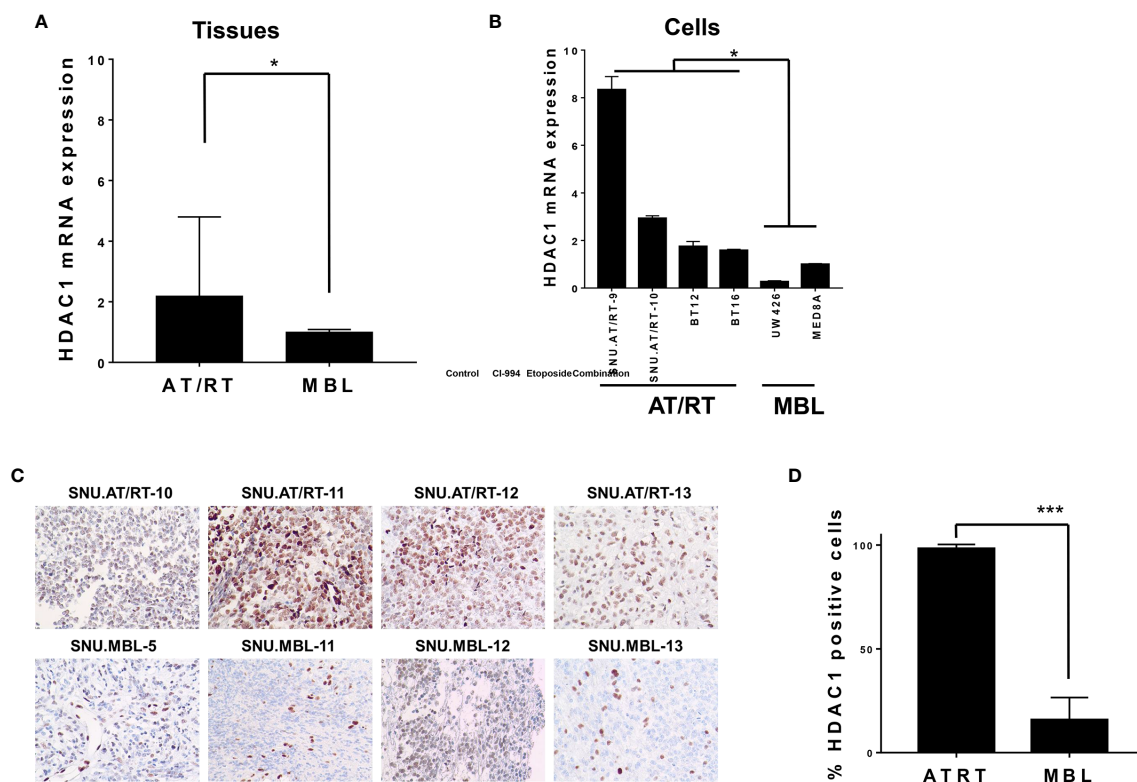 A
Tissues
*
HDAC1 mRNA expression
10
8
6
4
2
0
AT/RT MBL
B
Cells
*
HDAC1 mRNA expression
10
8
6
4
2
0
SNU.AT/RT-9
SNU.AT/RT-10
BT12
BT16
UW426
MED8A
Control CI-994 Etoposide Combination
AT/RT MBL
C
SNU.AT/RT-10 SNU.AT/RT-11 SNU.AT/RT-12 SNU.AT/RT-13
SNU.MBL-5 SNU.MBL-11 SNU.MBL-12 SNU.MBL-13
D
***
% HDAC1 positive cells
100
50
0
ATRT MBL